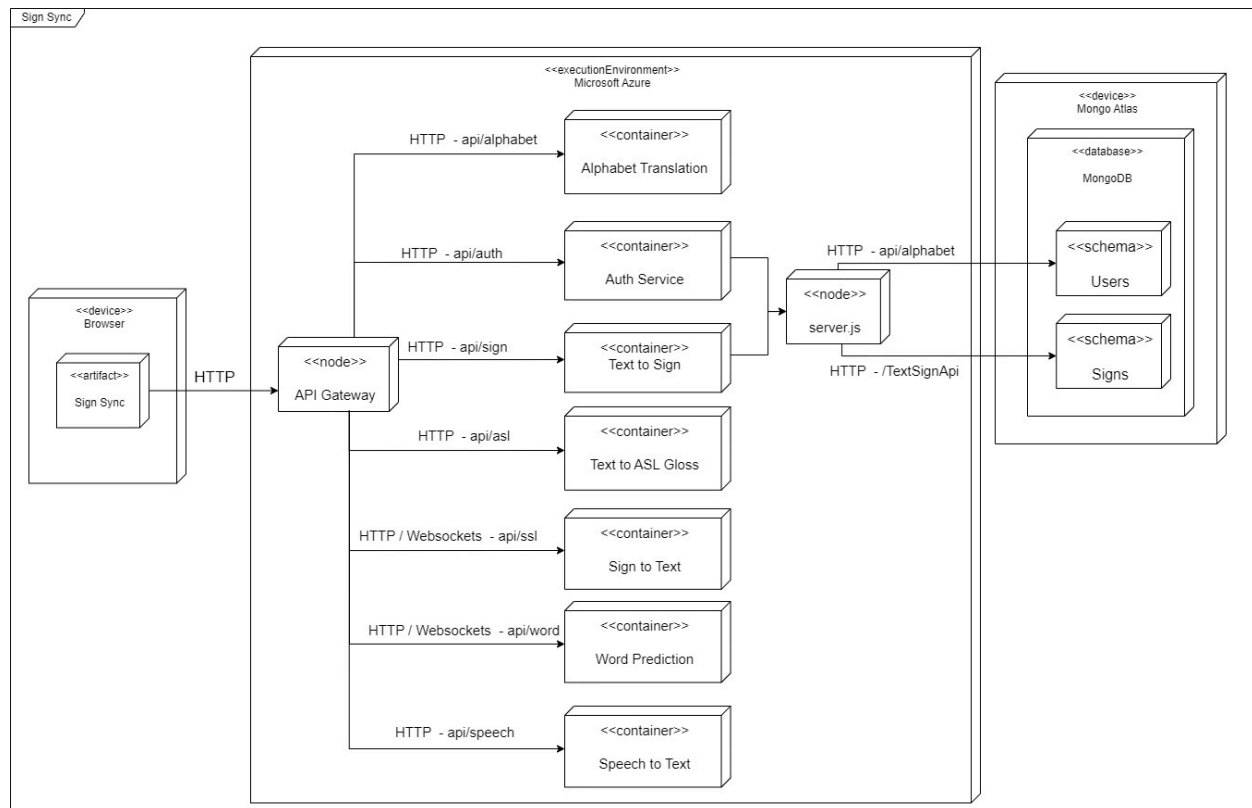 Sign Sync
<<executionEnvironment>>
Microsoft Azure
<<device>>
Mongo Atlas
<<database>>
MongoDB
HTTP - api/alphabet
<<container>>
Alphabet Translation
HTTP - api/auth
<<container>>
Auth Service
HTTP - api/alphabet
<<schema>>
Users
<<node>>
server.js
<<device>>
Browser
<<artifact>>
Sign Sync
HTTP
<<node>>
API Gateway
HTTP - api/sign
<<container>>
Text to Sign
HTTP - /TextSignApi
<<schema>>
Signs
HTTP - api/asl
<<container>>
Text to ASL Gloss
HTTP / Websockets - api/ssl
<<container>>
Sign to Text
HTTP / Websockets - api/word
<<container>>
Word Prediction
HTTP - api/speech
<<container>>
Speech to Text